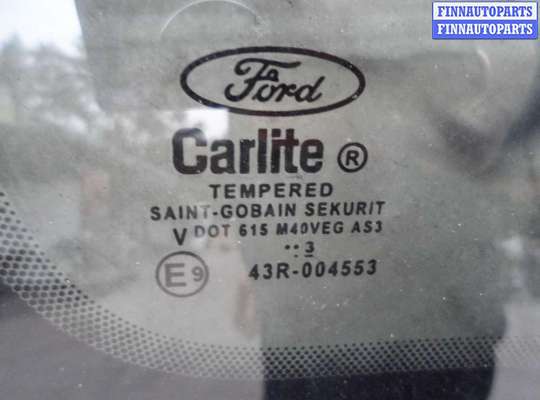 FINNAUTOPARTS
FINNAUTOPARTS
Ford
Carlite ®
TEMPERED
SAINT-GOBAIN SEKURIT
V DOT 615 M40VEG AS3
.. 3
E9 43R-004553